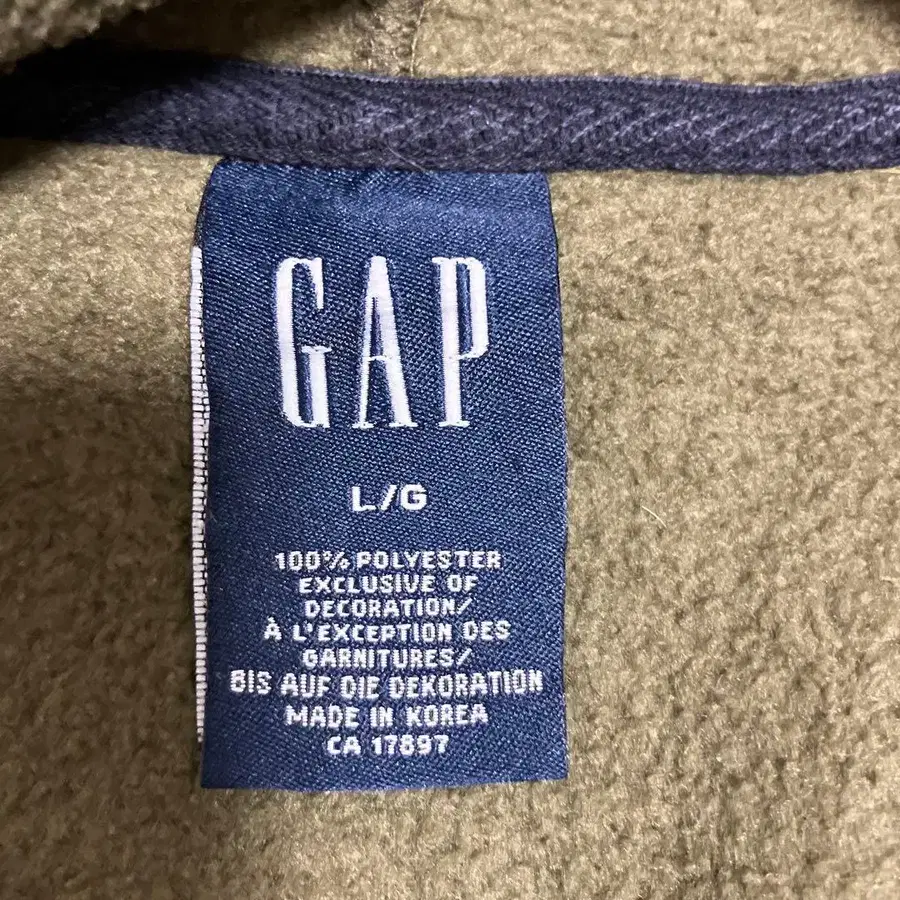 GAP
L/G
100% POLYESTER
EXCLUSIVE OF
DECORATION/
À L'EXCEPTION DES
GARNITURES/
BIS AUF DIE DEKORATION
MADE IN KOREA
CA 17897